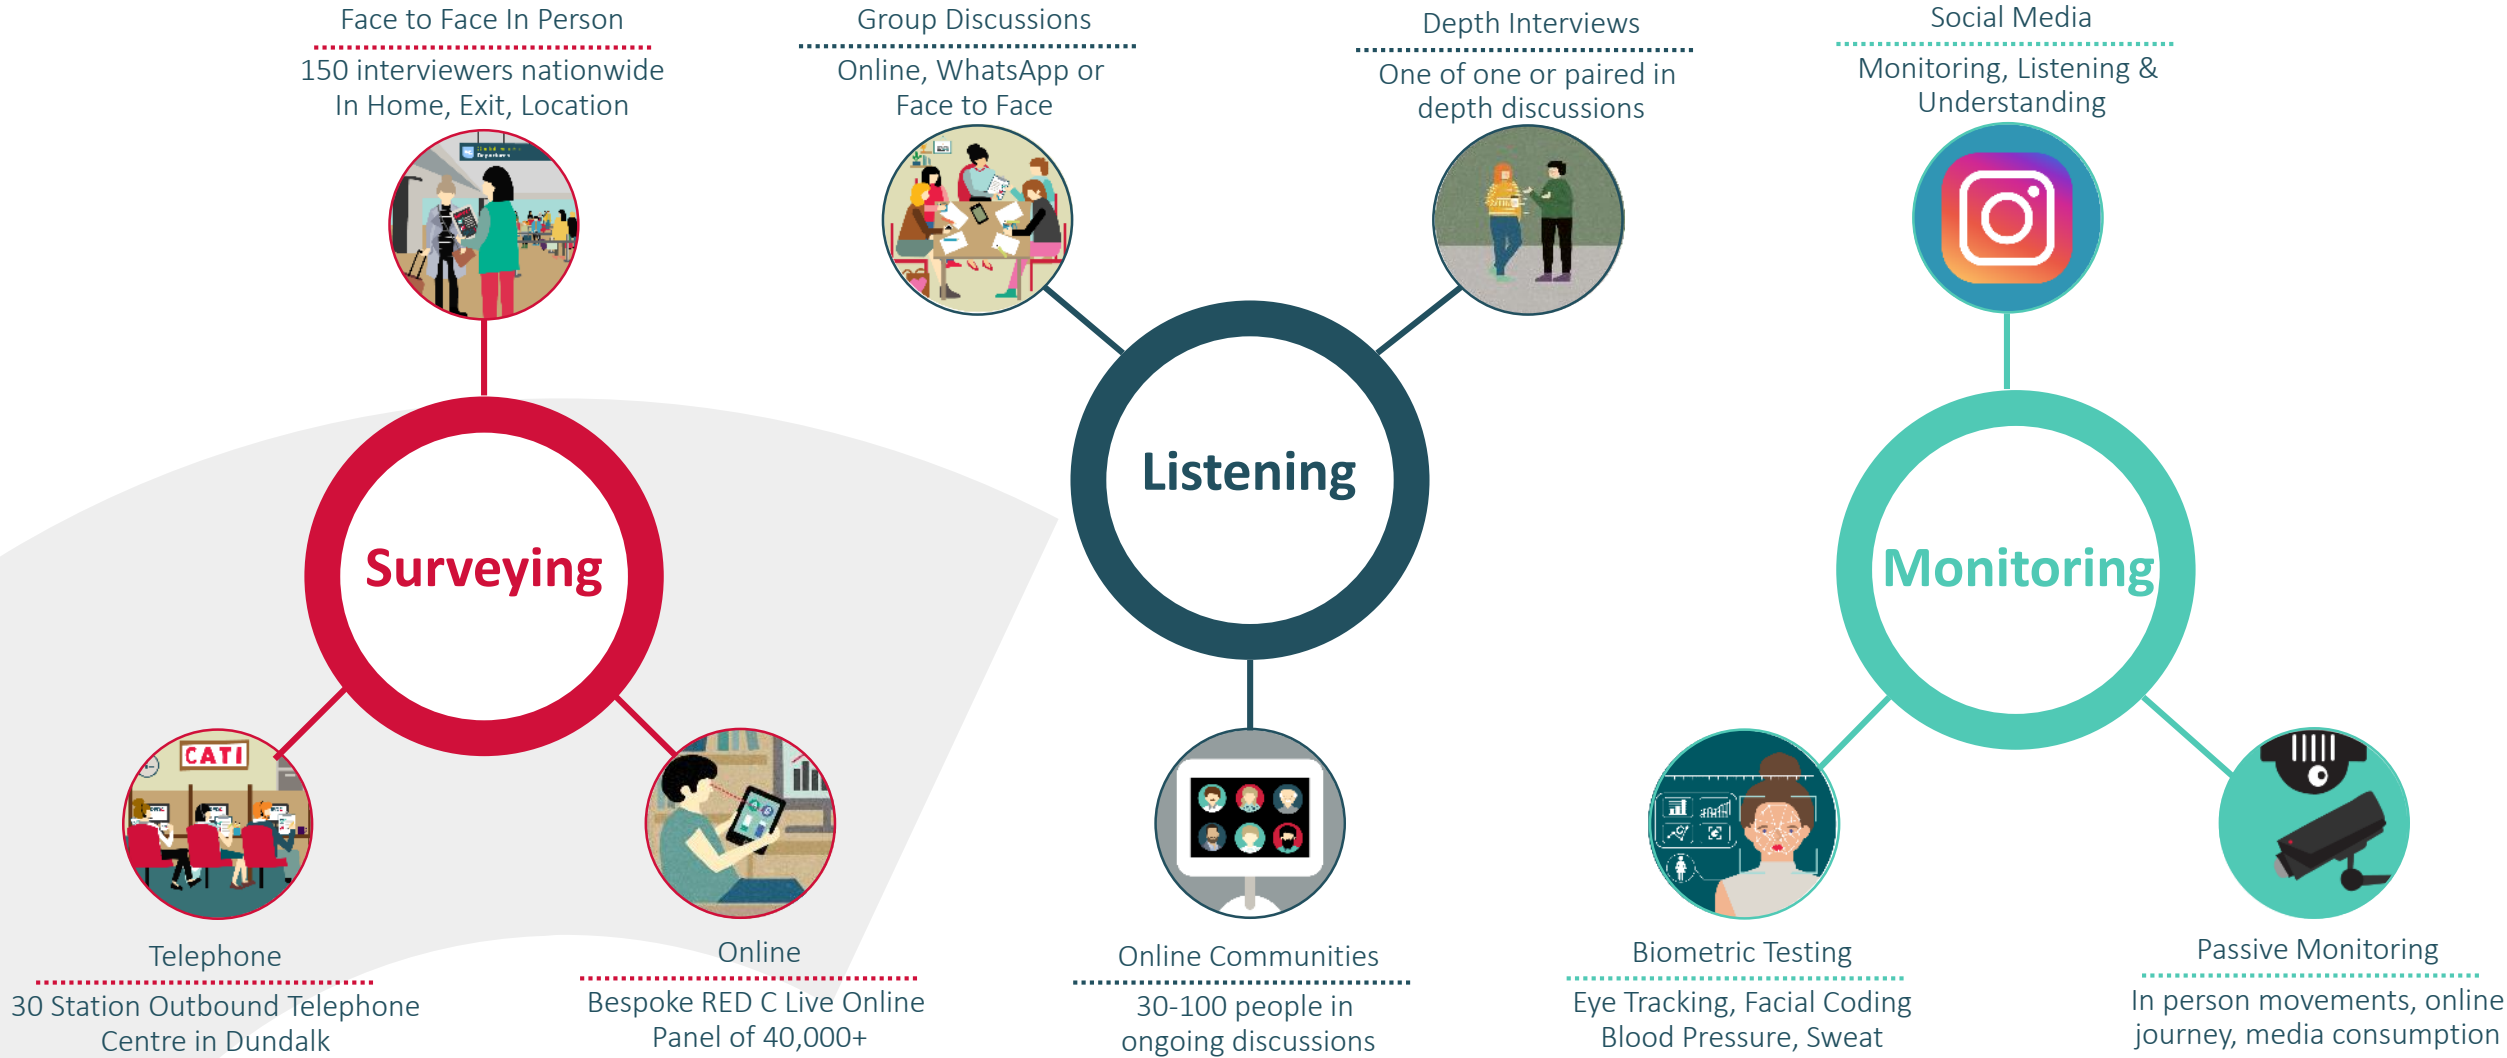 Face to Face In Person
150 interviewers nationwide
In Home, Exit, Location
Group Discussions
Online, WhatsApp or
Face to Face
Depth Interviews
One of one or paired in
depth discussions
Social Media
Monitoring, Listening &
Understanding
Surveying
Listening
Monitoring
CATI
Telephone
30 Station Outbound Telephone
Centre in Dundalk
Online
Bespoke RED C Live Online
Panel of 40,000+
Online Communities
30-100 people in
ongoing discussions
Biometric Testing
Eye Tracking, Facial Coding
Blood Pressure, Sweat
Passive Monitoring
In person movements, online
journey, media consumption